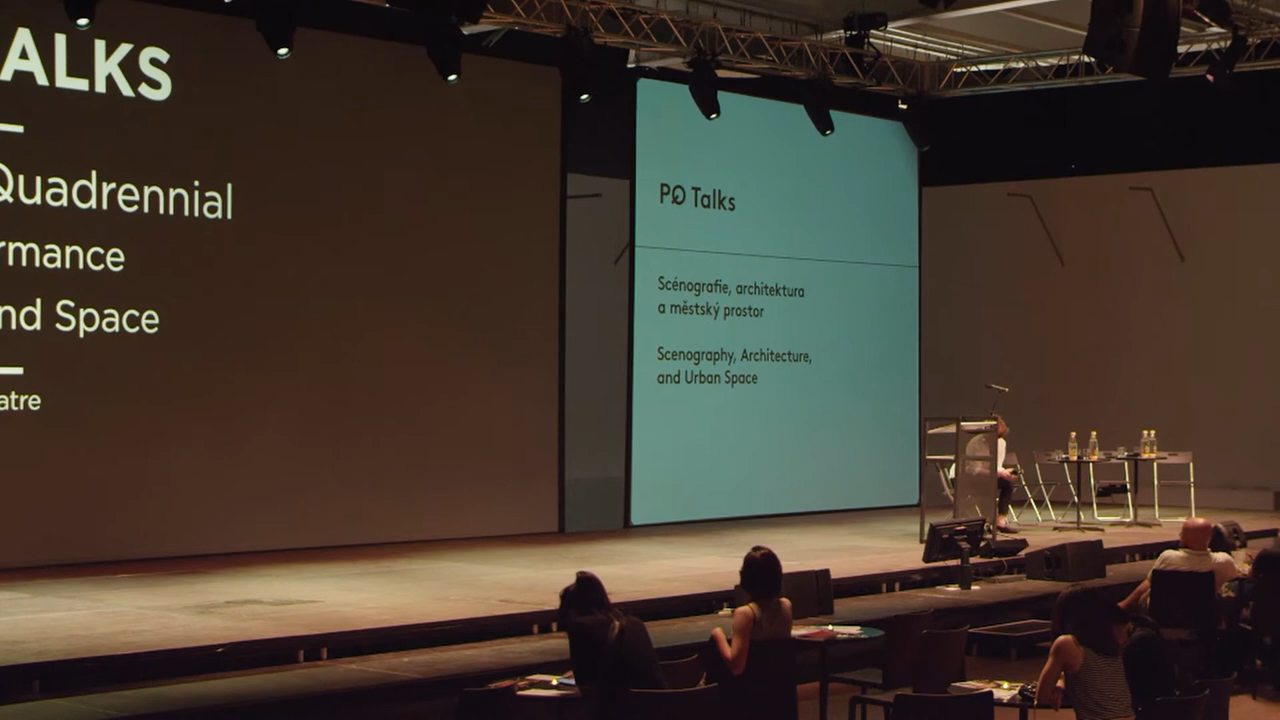 ALKS
Quadrennial
rmance
nd Space
atre
PQ Talks
Scénografie, architektura
a městský prostor
Scenography, Architecture,
and Urban Space